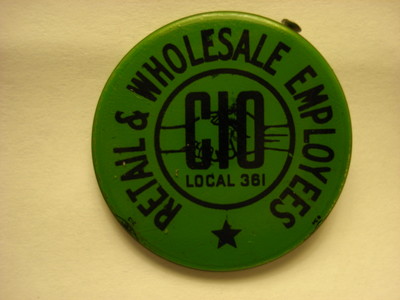 RETAIL & WHOLESALE EMPLOYEES
CIO
LOCAL 361